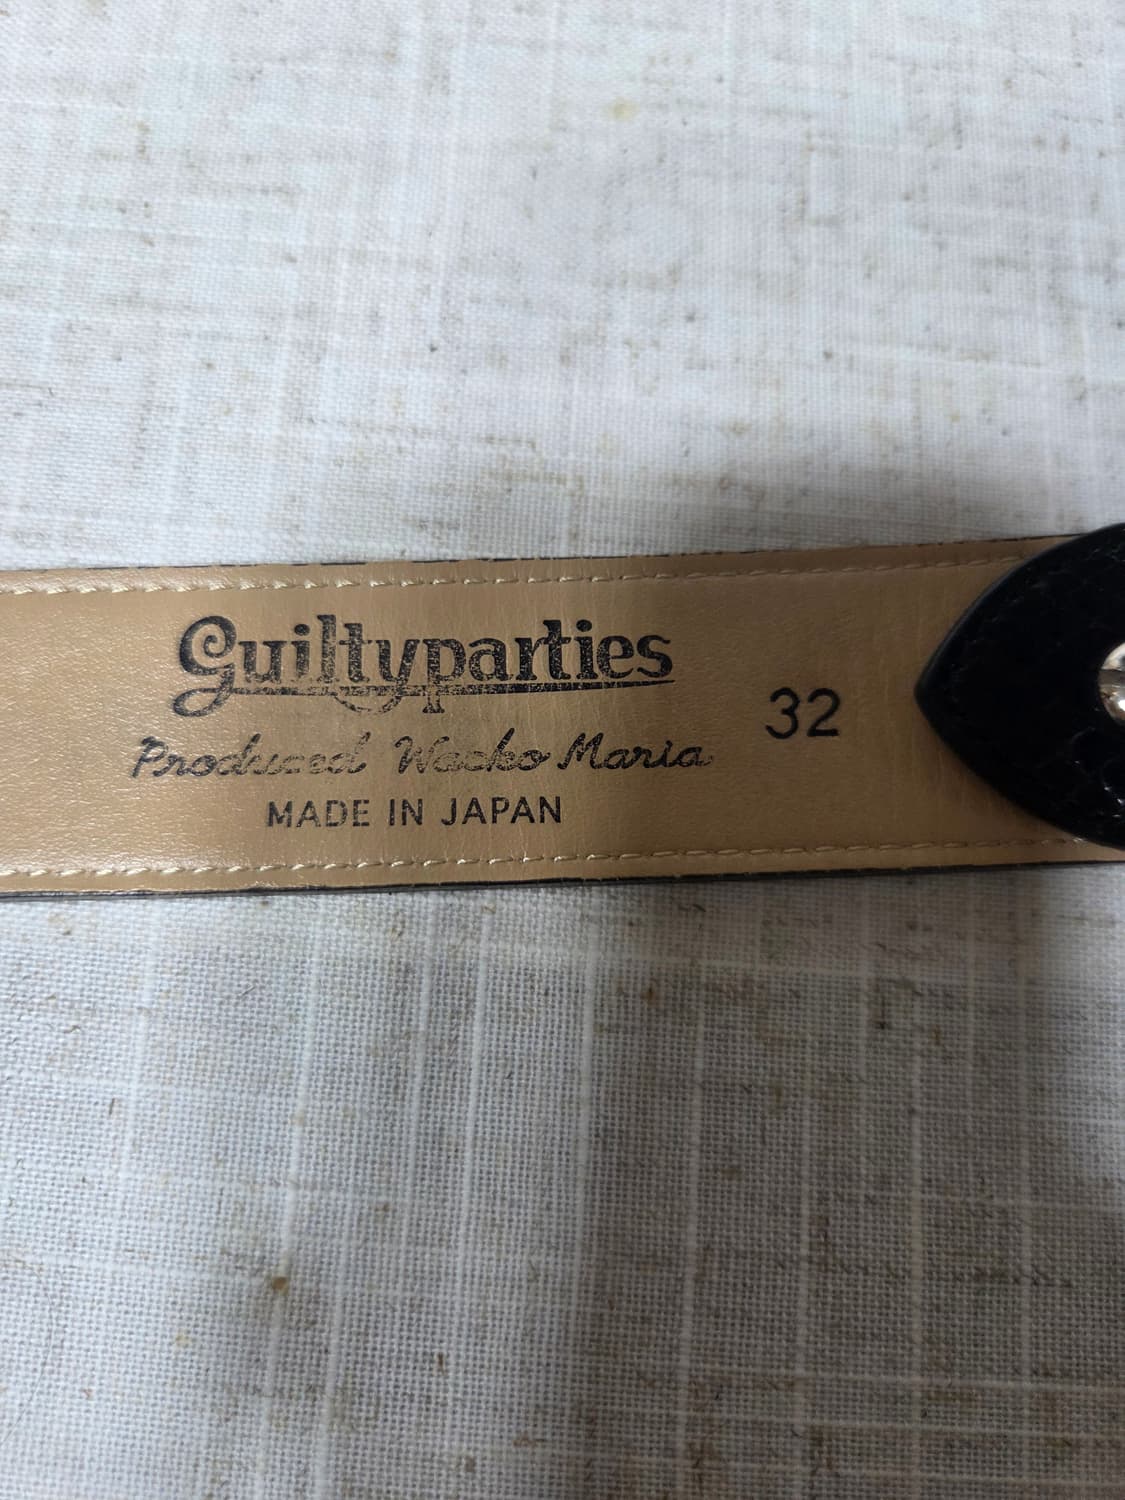 Guiltyparties
Produced Wacko Maria
MADE IN JAPAN
32